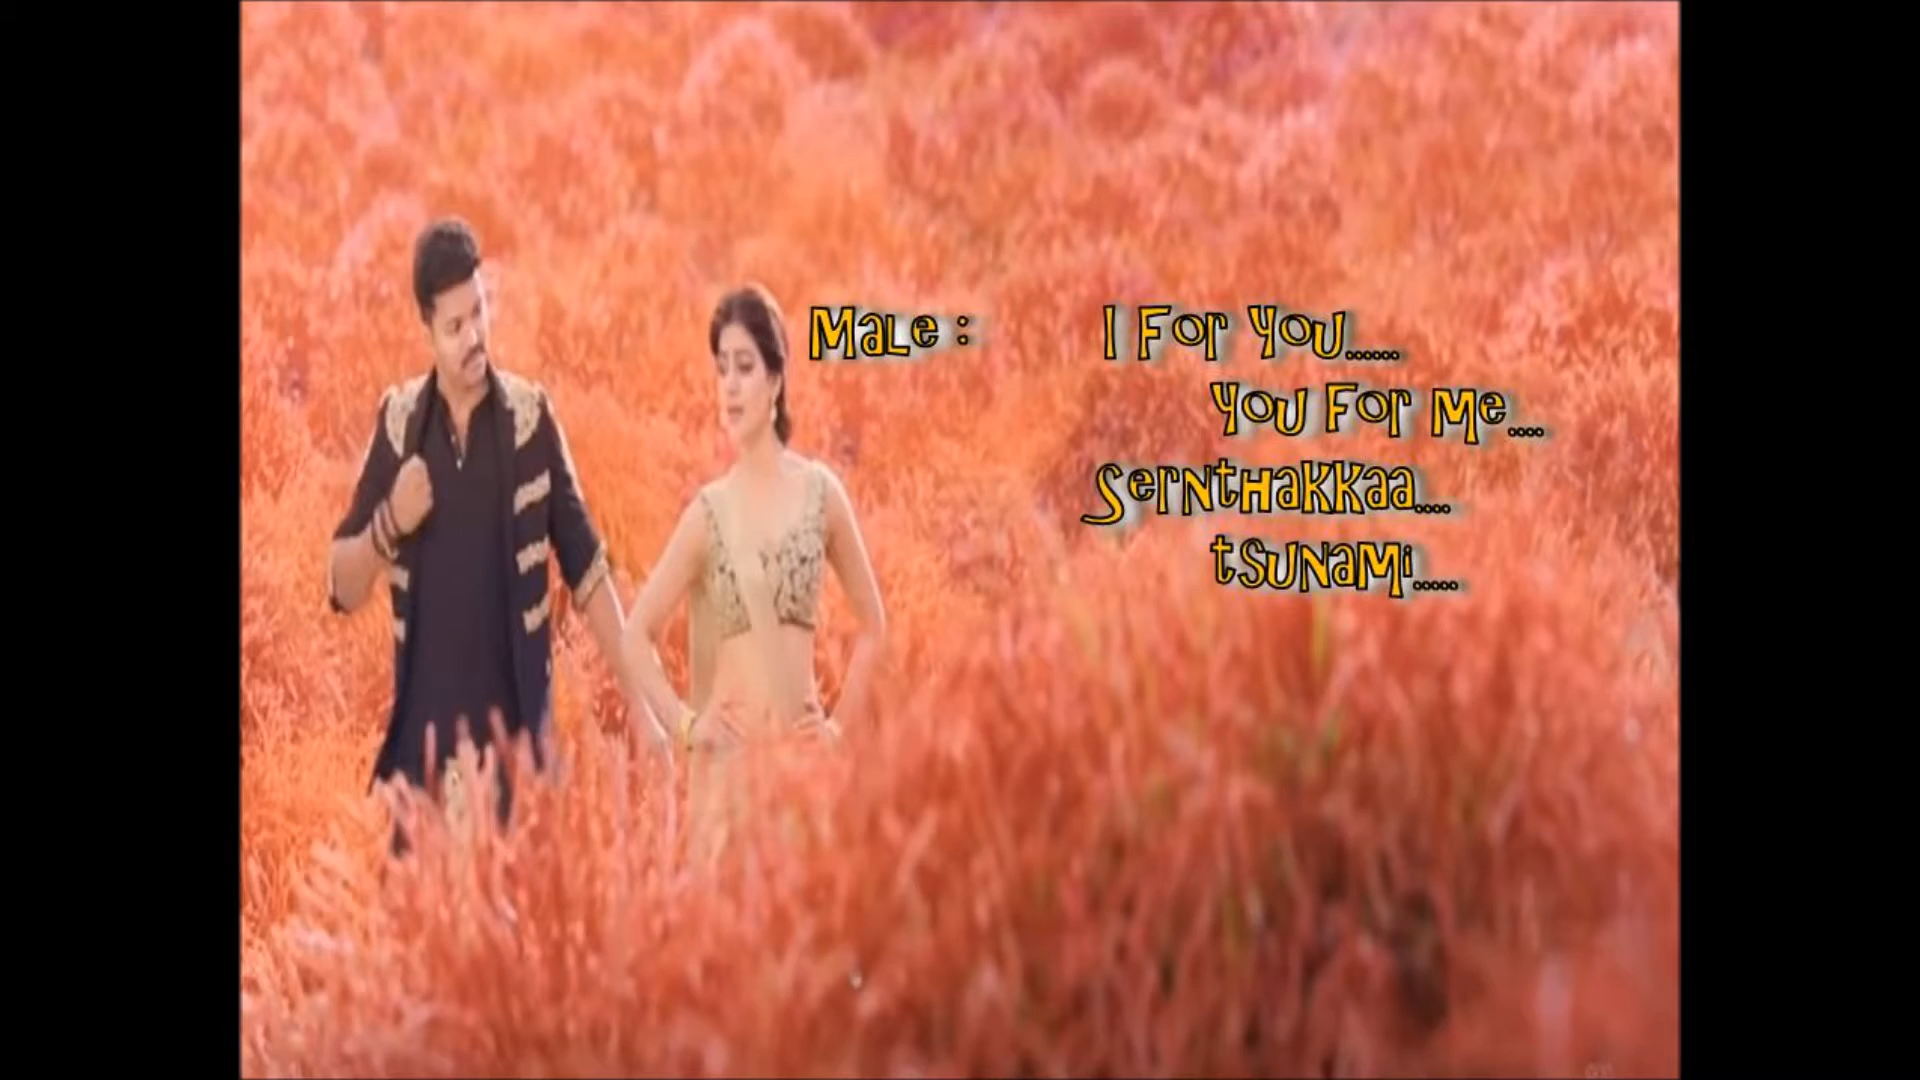 Male : I For You......
You For Me....
Sernthakkaa....
Tsunami.....